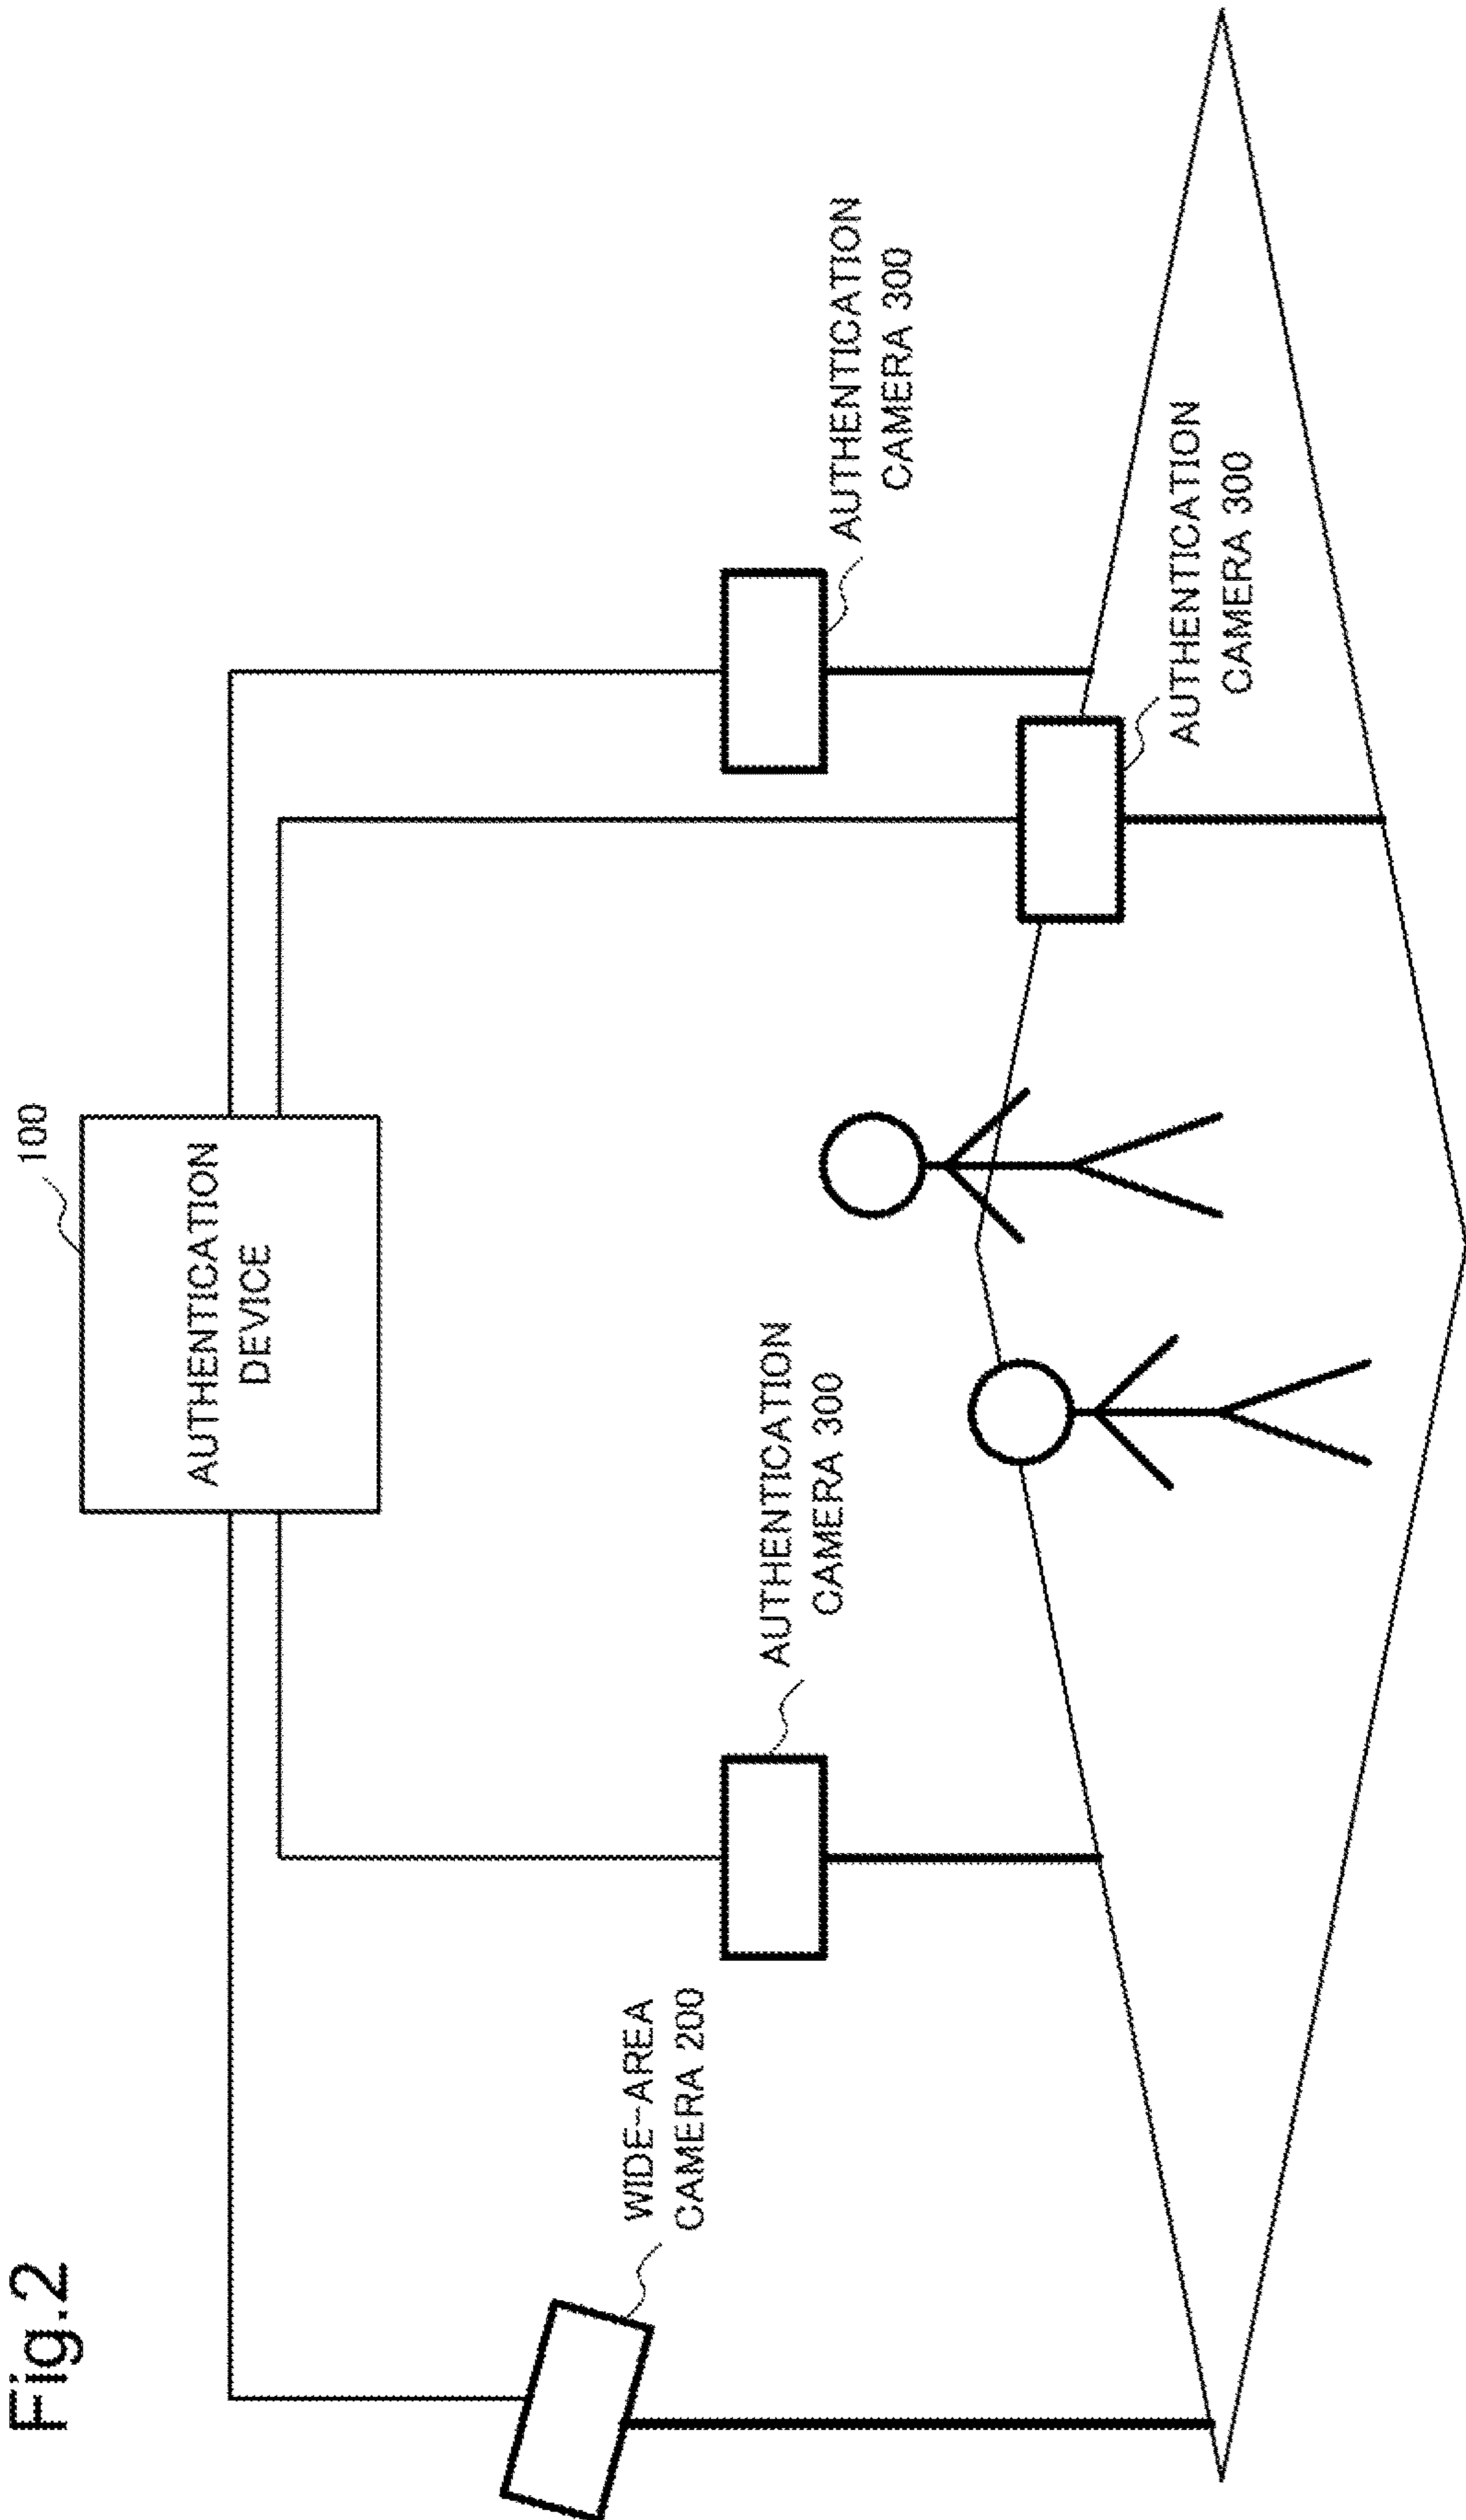 Fig.2
100
AUTHENTICATION
DEVICE
WIDE-AREA
CAMERA 200
AUTHENTICATION
CAMERA 300
AUTHENTICATION
CAMERA 300
AUTHENTICATION
CAMERA 300